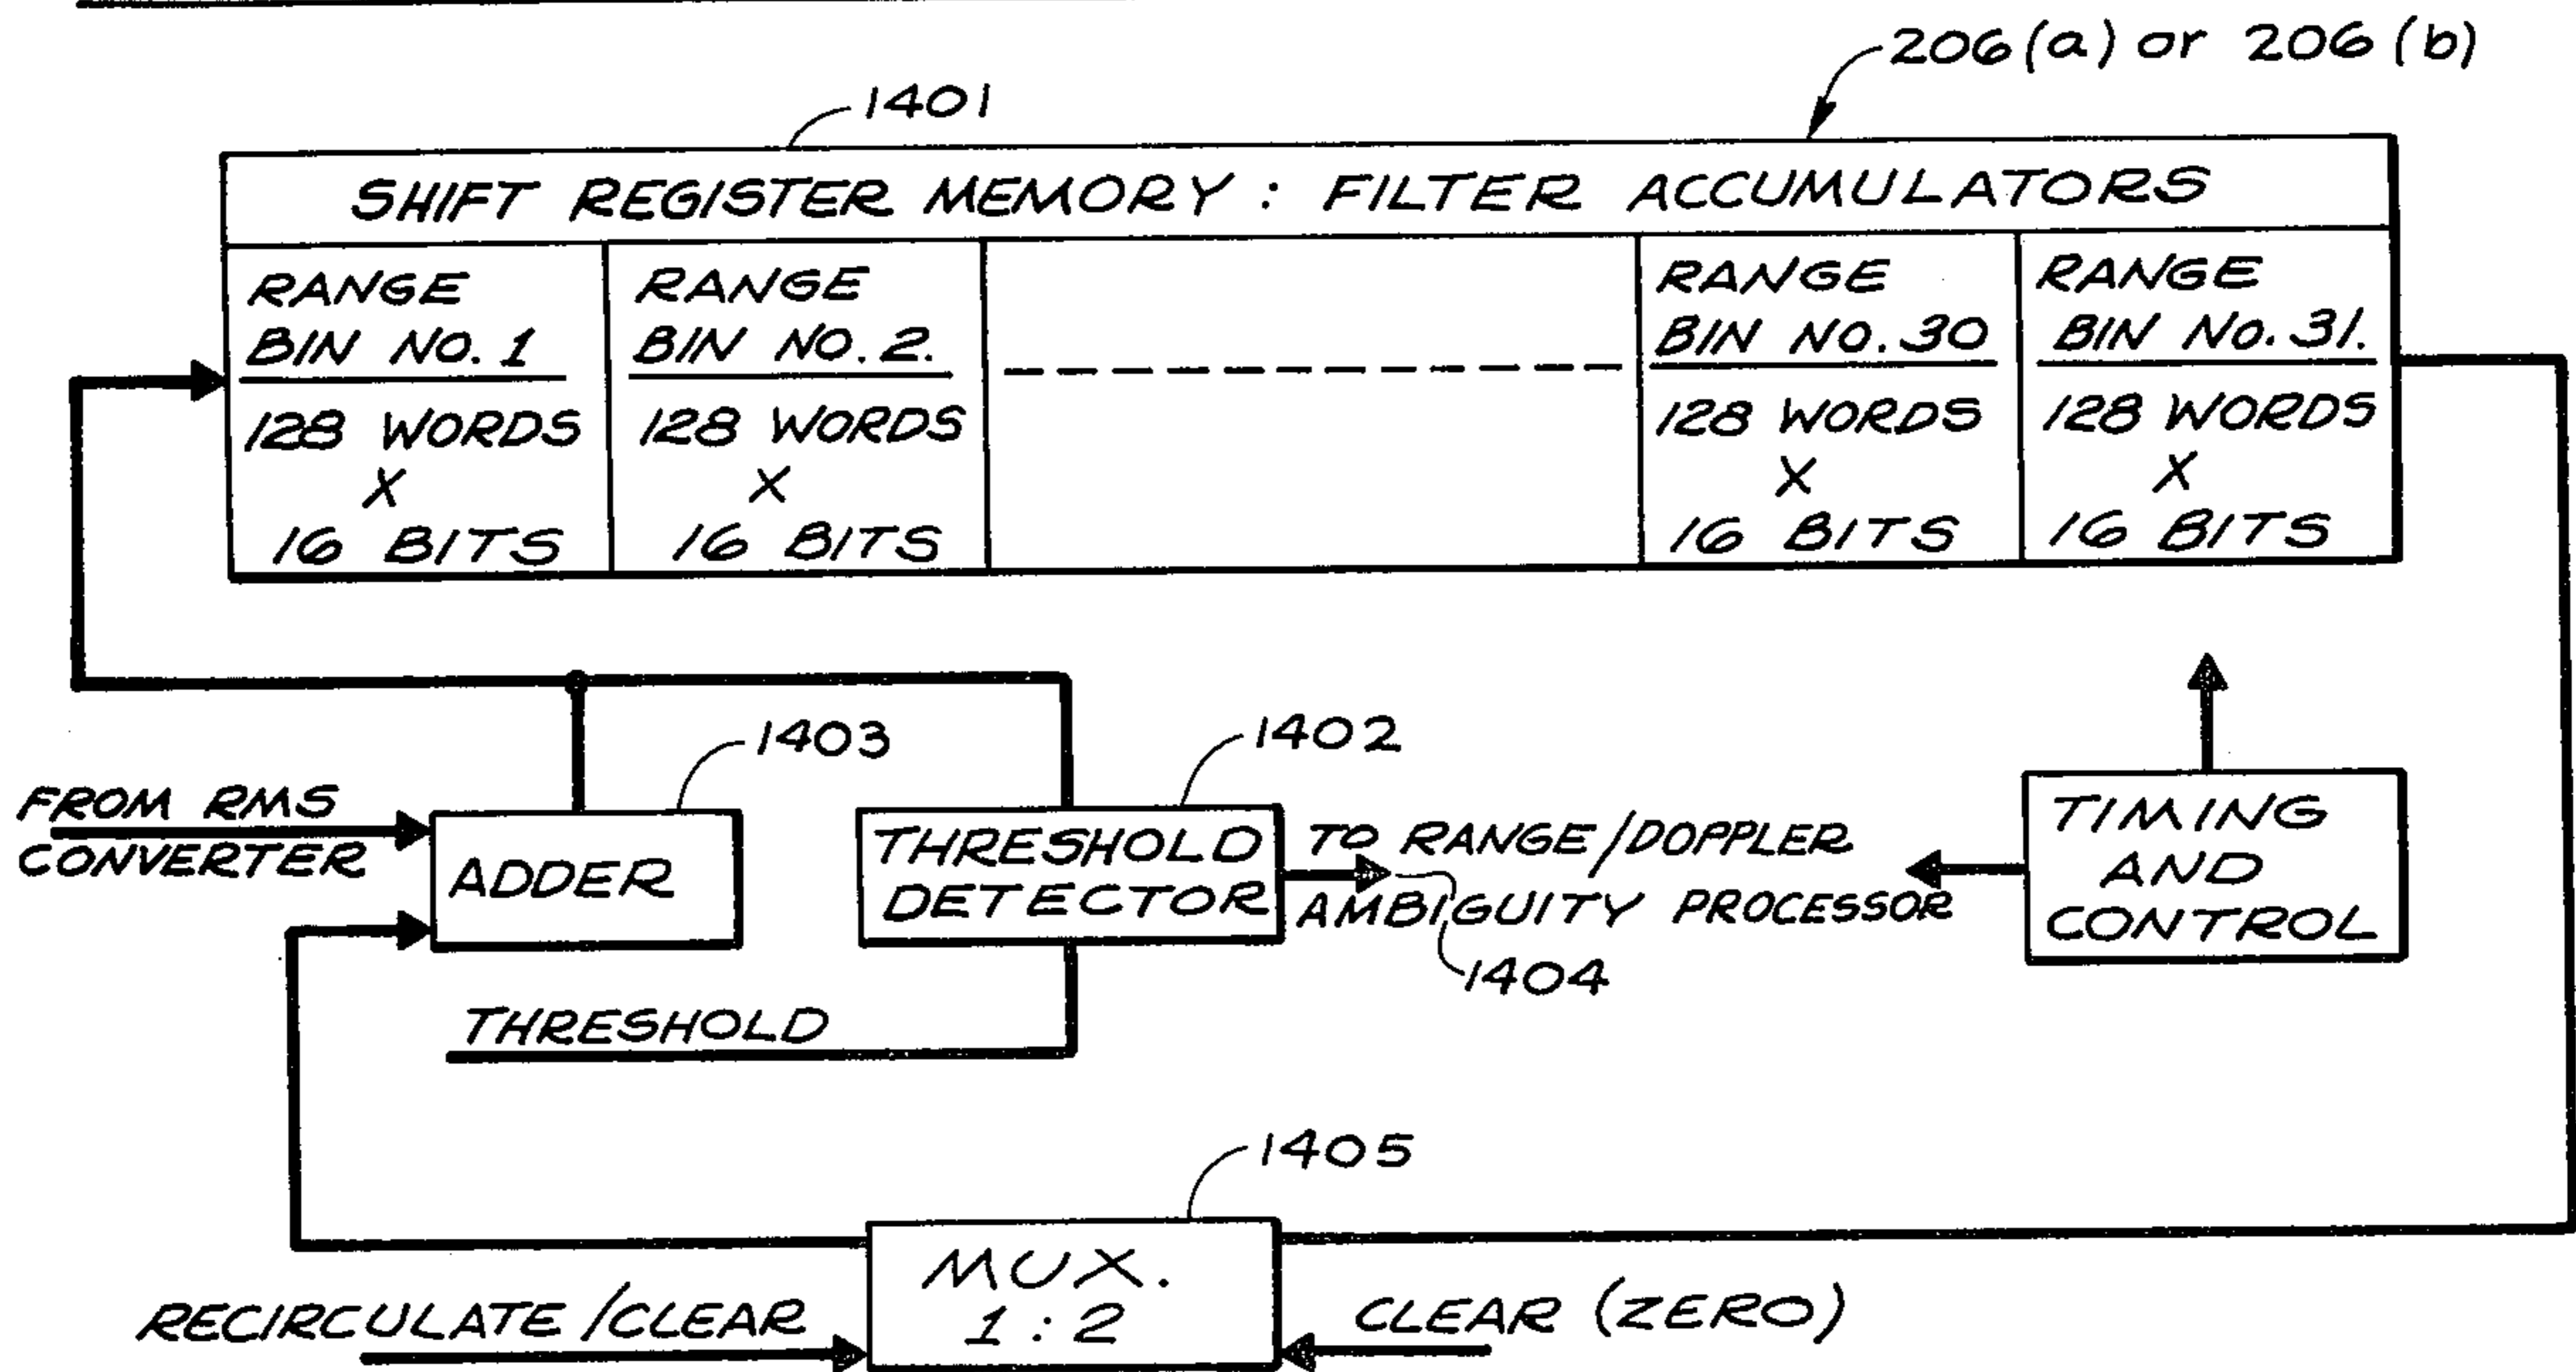 206(a) or 206(b)
1401
SHIFT REGISTER MEMORY : FILTER ACCUMULATORS
RANGE
BIN NO. 1
128 WORDS
X
16 BITS
RANGE
BIN NO. 2.
128 WORDS
X
16 BITS
RANGE
BIN NO. 30
128 WORDS
X
16 BITS
RANGE
BIN NO. 31.
128 WORDS
X
16 BITS
1403
1402
FROM RMS
CONVERTER
ADDER
THRESHOLD
DETECTOR
TO RANGE/DOPPLER
AMBIGUITY PROCESSOR
1404
TIMING
AND
CONTROL
THRESHOLD
1405
MUX.
1 : 2
RECIRCULATE/CLEAR
CLEAR (ZERO)